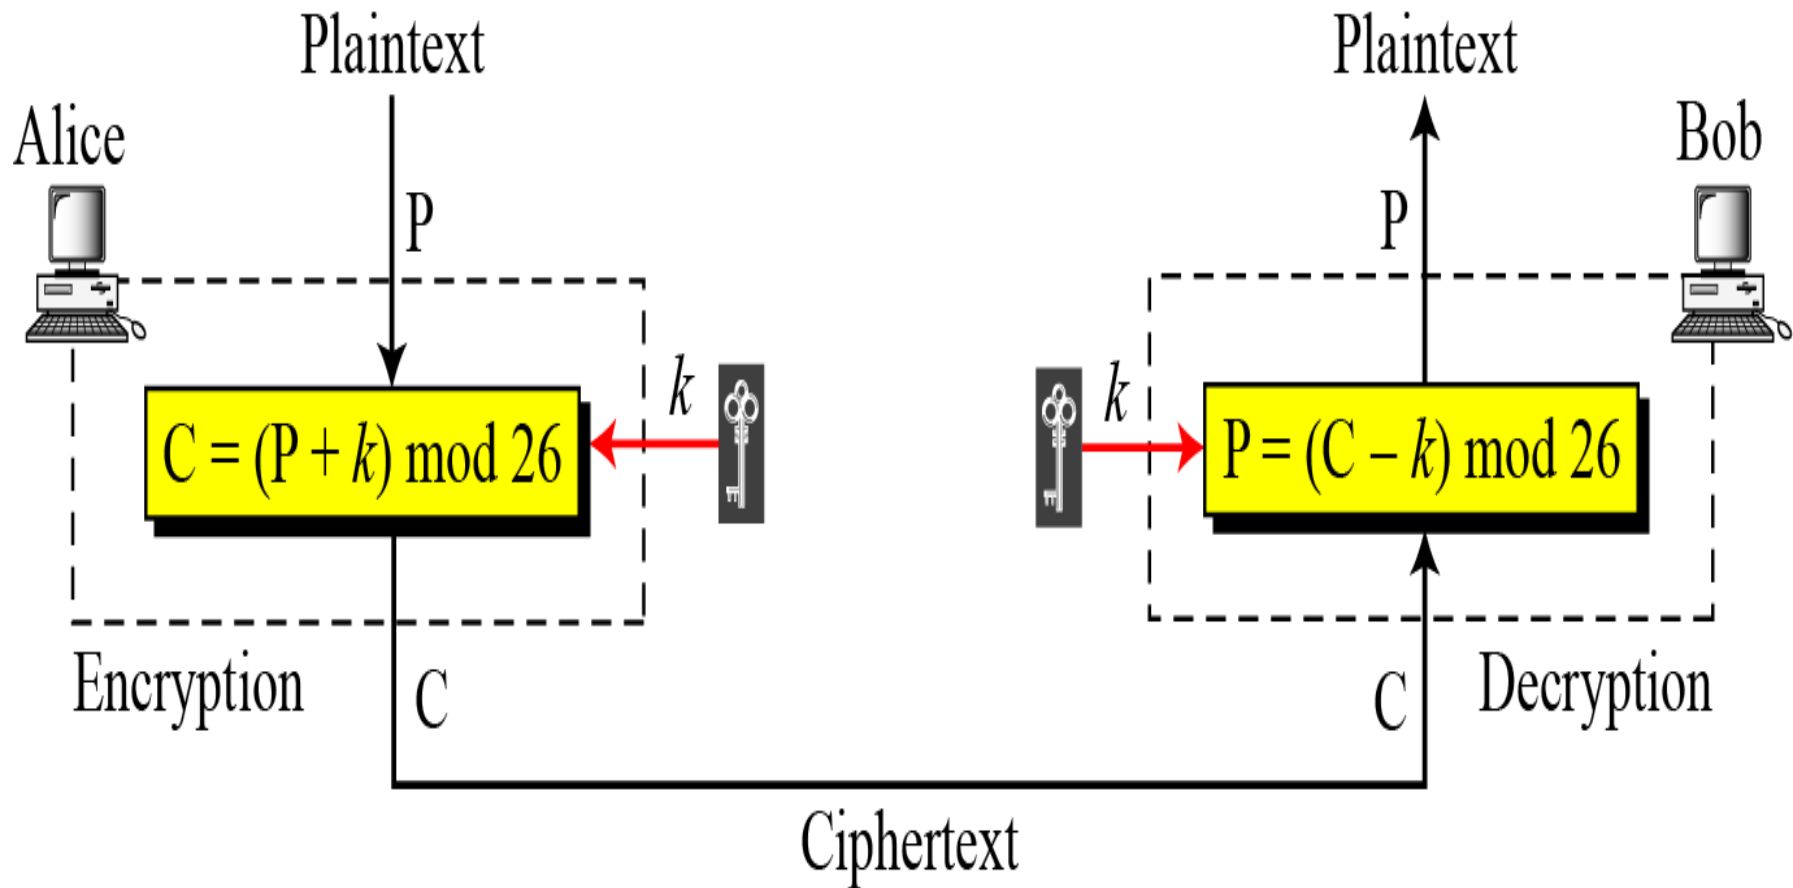 Plaintext
Plaintext
Alice
Bob
P
P
k
k
C = (P + k) mod 26
P = (C – k) mod 26
Encryption
C
C
Decryption
Ciphertext